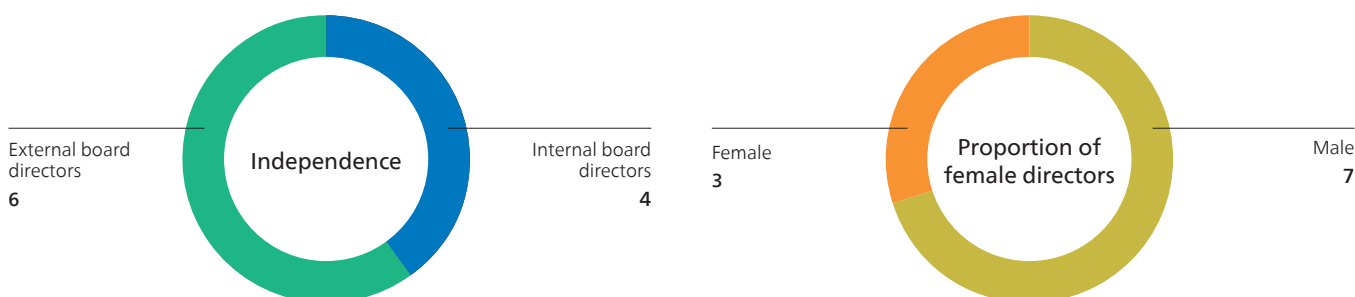 External board
directors
6
Independence
Internal board
directors
4
Female
3
Proportion of
female directors
Male
7